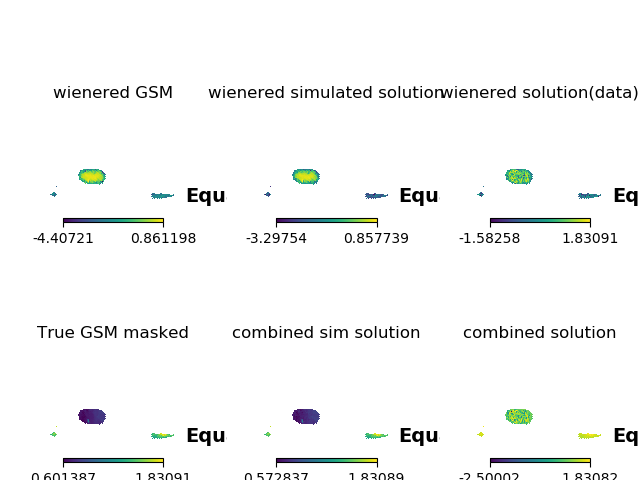 wienered GSM wienered simulated solution wienered solution(data)
Equ Equ Eq
-4.40721 0.861198 -3.29754 0.857739 -1.58258 1.83091
True GSM masked combined sim solution combined solution
Equ Equ Eq
0.601387 1.83091 0.572837 1.83089 -2.50002 1.83082